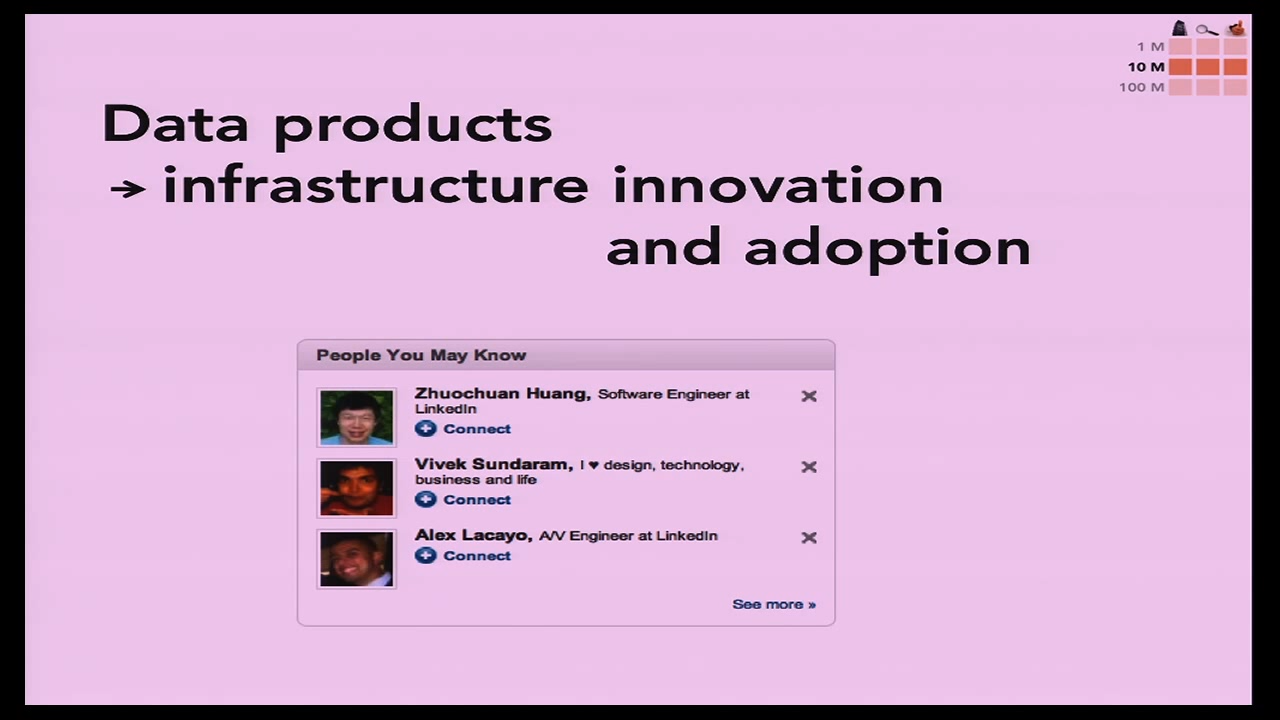 1 M
10 M
100 M
Data products
→ infrastructure innovation
and adoption
People You May Know
Zhuochuan Huang, Software Engineer at
LinkedIn
Connect
Vivek Sundaram, I ♥ design, technology,
business and life
Connect
Alex Lacayo, A/V Engineer at LinkedIn
Connect
See more »